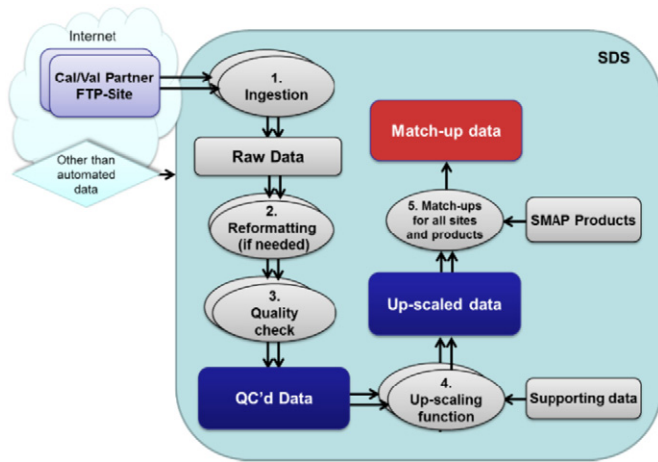 Internet
SDS
Cal/Val Partner
FTP-Site
1.
Ingestion
Other than
automated
data
Raw Data
2.
Reformatting
(if needed)
3.
Quality
check
QC'd Data
4.
Up-scaling
function
Supporting data
Up-scaled data
5. Match-ups
for all sites
and products
SMAP Products
Match-up data